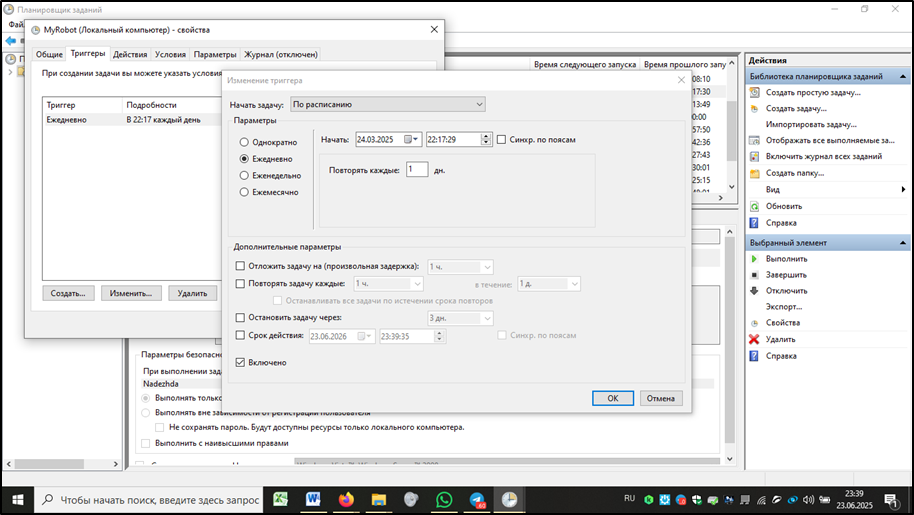 Планировщик заданий
Фай
MyRobot (Локальный компьютер) - свойства
Общие Триггеры Действия Условия Параметры Журнал (отключен)
При создании задачи вы можете указать условия
Триггер Подробности
Ежедневно В 22:17 каждый день
Создать... Изменить... Удалить
Время следующего запуска Время прошлого запу
08:10
17:30
13:49
00:00
57:50
42:36
27:43
30:01
25:15
Изменение триггера
Начать задачу: По расписанию
Параметры
Однократно
Ежедневно
Еженедельно
Ежемесячно
Начать: 24.03.2025 22:17:29 Синхр. по поясам
Повторять каждые: 1 дн.
Дополнительные параметры
Отложить задачу на (произвольная задержка): 1 ч.
Повторять задачу каждые: 1 ч. в течение: 1 д.
Останавливать все задачи по истечении срока повторов
Остановить задачу через: 3 дн.
Срок действия: 23.06.2026 23:39:35 Синхр. по поясам
Включено
ОК Отмена
Параметры безопасно
При выполнении зада
Nadezhda
Выполнять только
Выполнять вне зависимости от регистрации пользователя
Не сохранять пароль. Будут доступны ресурсы только локального компьютера.
Выполнить с наивысшими правами
Действия
Библиотека планировщика заданий
Создать простую задачу...
Создать задачу...
Импортировать задачу...
Отображать все выполняемые за...
Включить журнал всех заданий
Создать папку...
Вид
Обновить
Справка
Выбранный элемент
Выполнить
Завершить
Отключить
Экспорт...
Свойства
Удалить
Справка
Чтобы начать поиск, введите здесь запрос
RU
23:39
23.06.2025